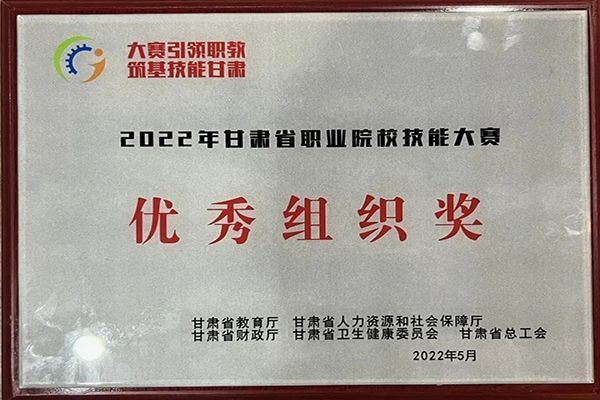 大赛引领职教
筑基技能甘肃
2022年甘肃省职业院校技能大赛
优秀组织奖
甘肃省教育厅 甘肃省人力资源和社会保障厅
甘肃省财政厅 甘肃省卫生健康委员会 甘肃省总工会
2022年5月